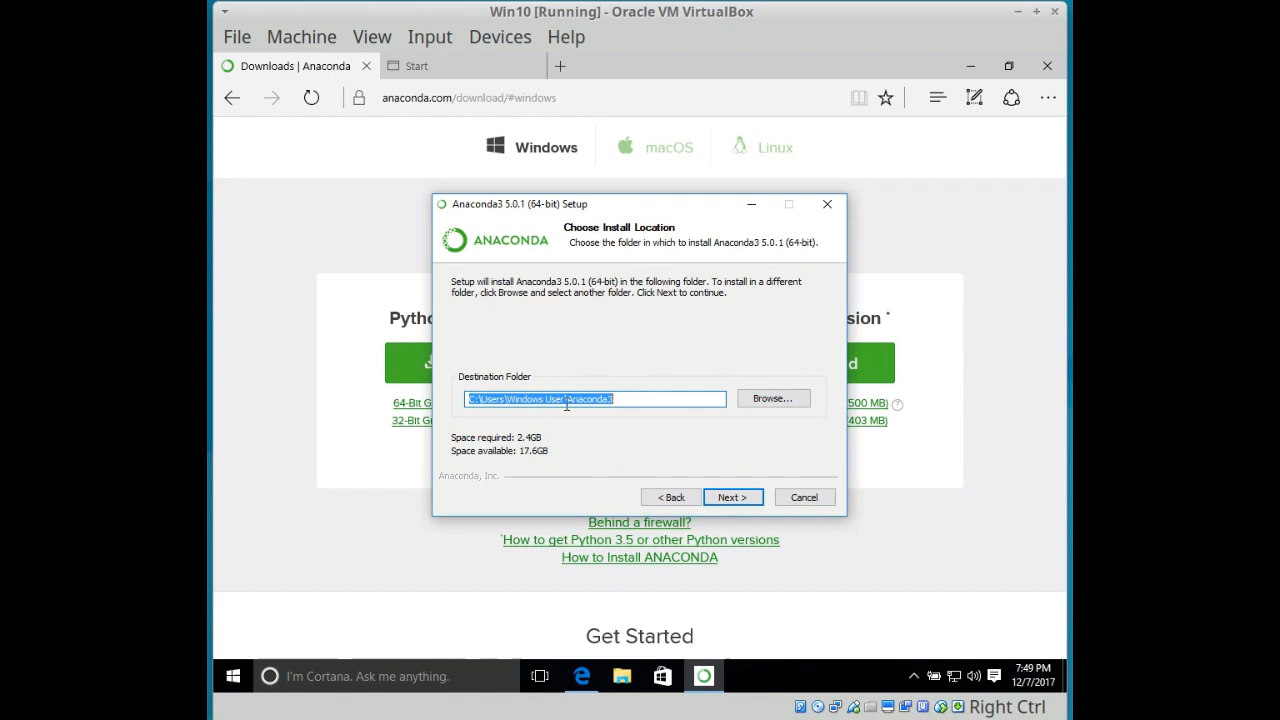 Win10 [Running] - Oracle VM VirtualBox
File Machine View Input Devices Help
Downloads | Anaconda
Start
anaconda.com/download/#windows
Windows
macOS
Linux
Anaconda3 5.0.1 (64-bit) Setup
ANACONDA
Choose Install Location
Choose the folder in which to install Anaconda3 5.0.1 (64-bit).
Setup will install Anaconda3 5.0.1 (64-bit) in the following folder. To install in a different
folder, click Browse and select another folder. Click Next to continue.
Destination Folder
C:\Users\Windows User\Anaconda3
Browse...
Space required: 2.4GB
Space available: 17.6GB
Anaconda, Inc.
< Back
Next >
Cancel
Pytho
sion *
d
64-Bit G
500 MB) ?
32-Bit Gr
(403 MB)
Behind a firewall?
*How to get Python 3.5 or other Python versions
How to Install ANACONDA
Get Started
I'm Cortana. Ask me anything.
7:49 PM
12/7/2017
Right Ctrl